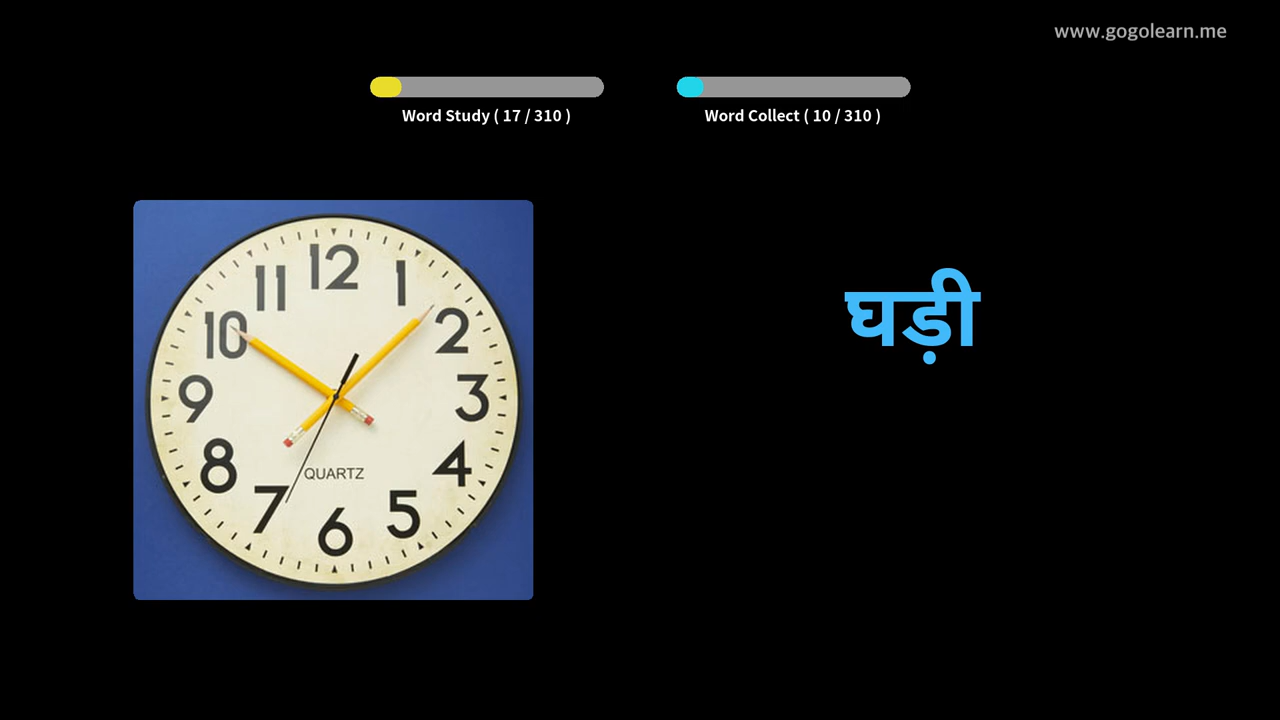 www.gogolearn.me
Word Study ( 17 / 310 )
Word Collect ( 10 / 310 )
12
11
1
10
2
9
3
8
4
QUARTZ
7
5
6
घड़ी